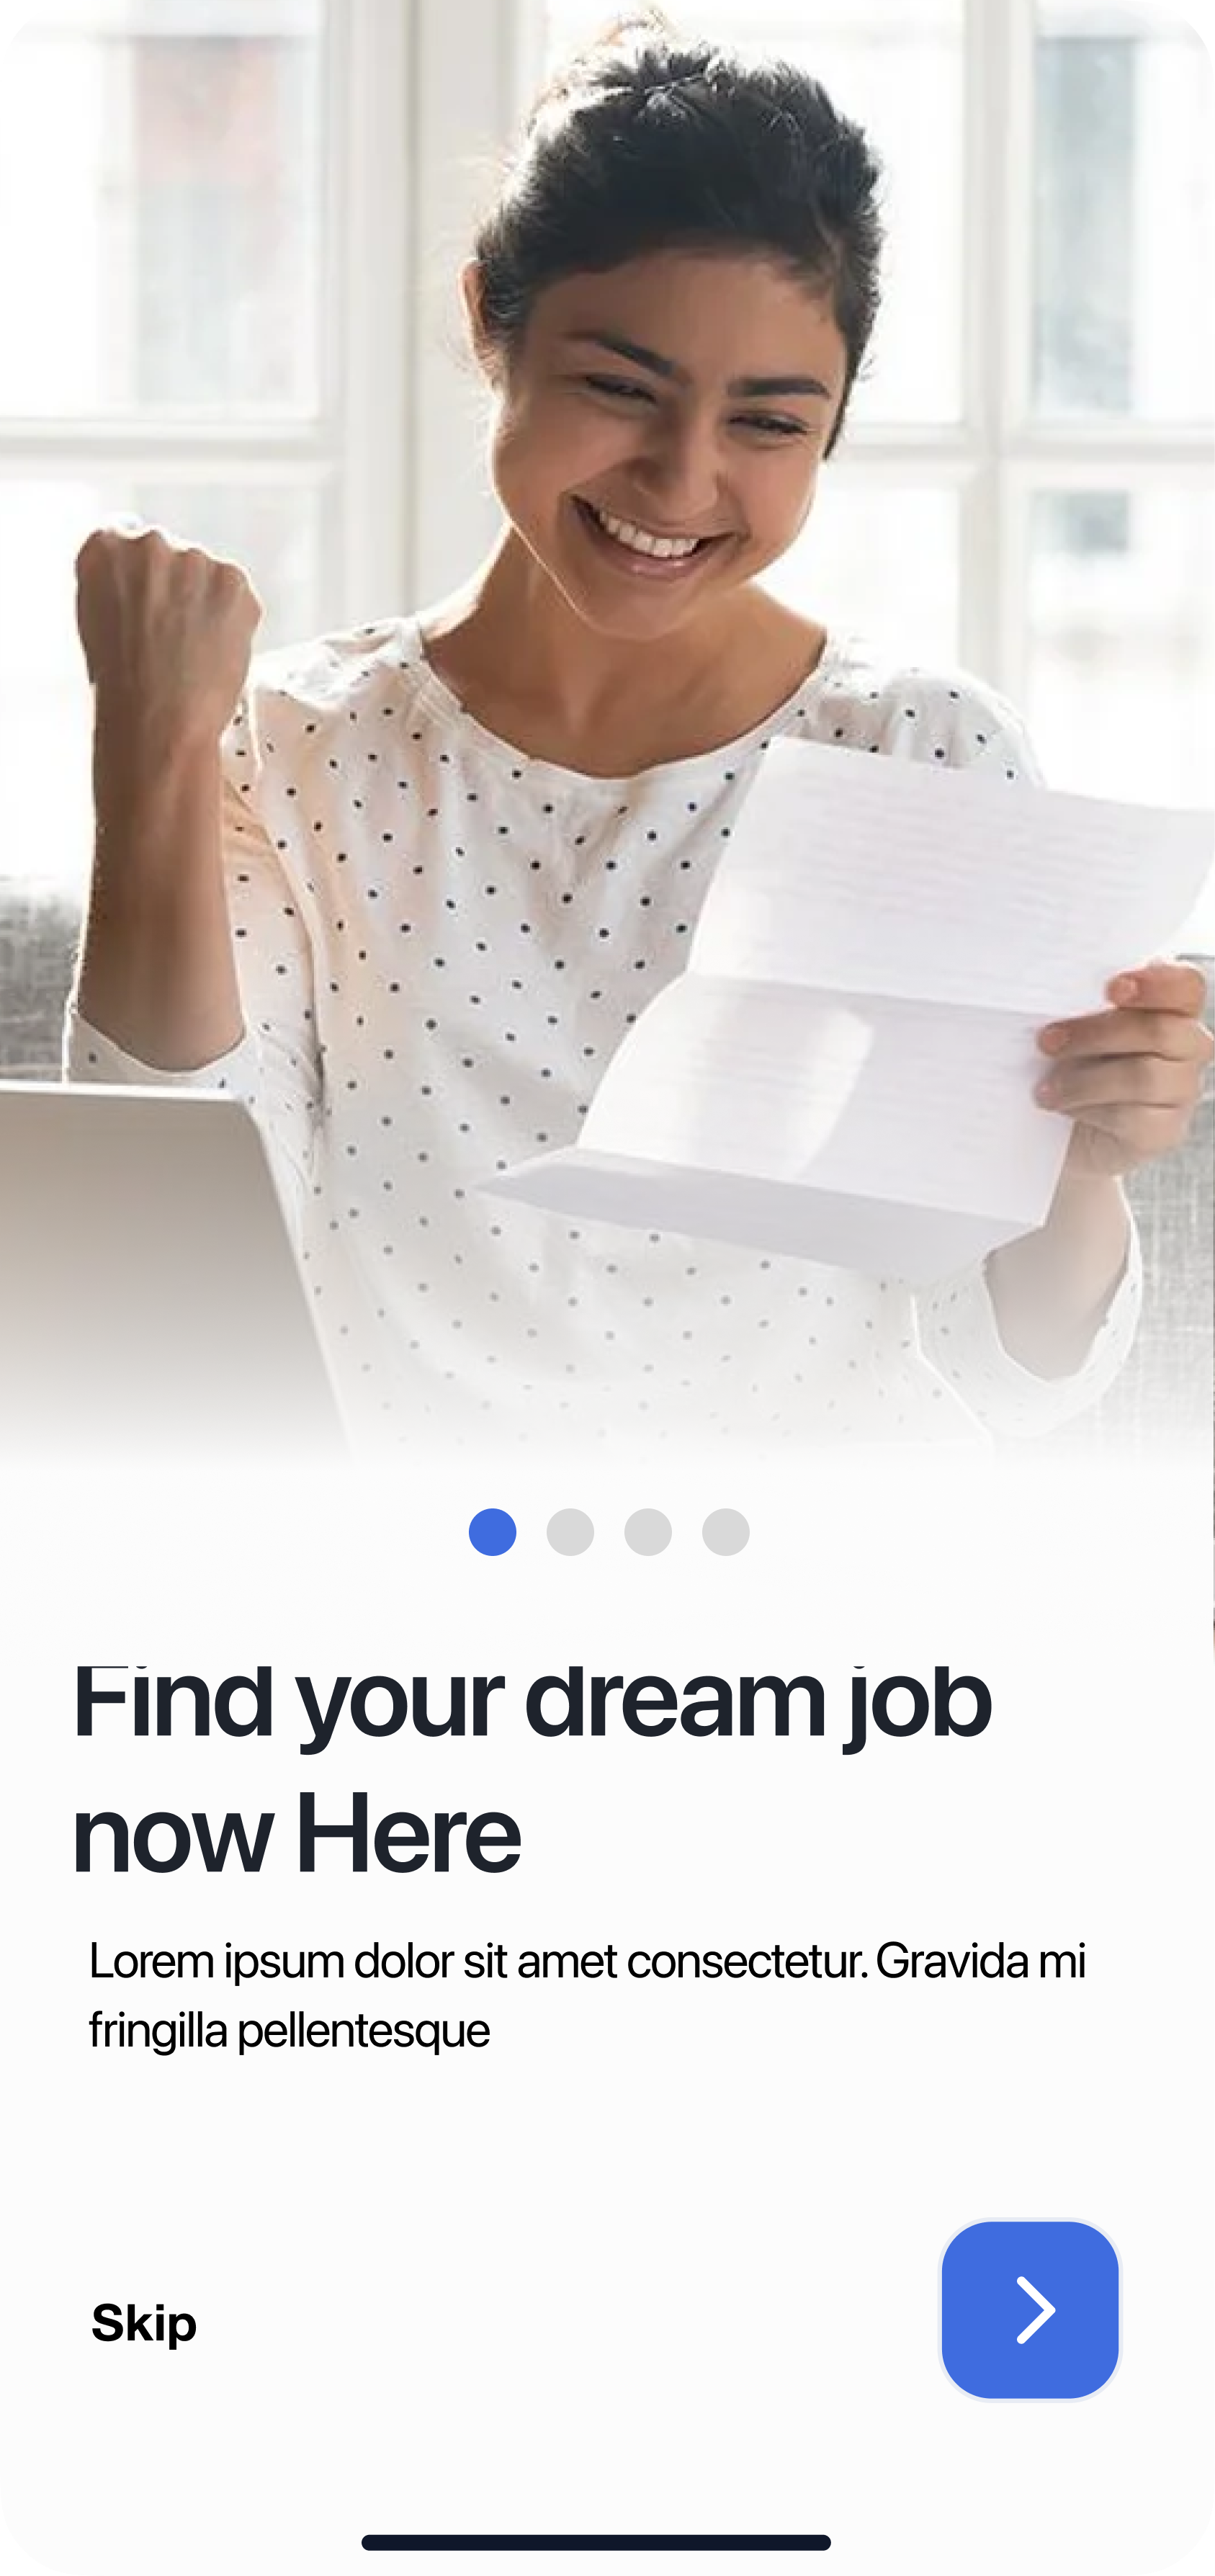 Find your dream job
now Here
Lorem ipsum dolor sit amet consectetur. Gravida mi
fringilla pellentesque
Skip